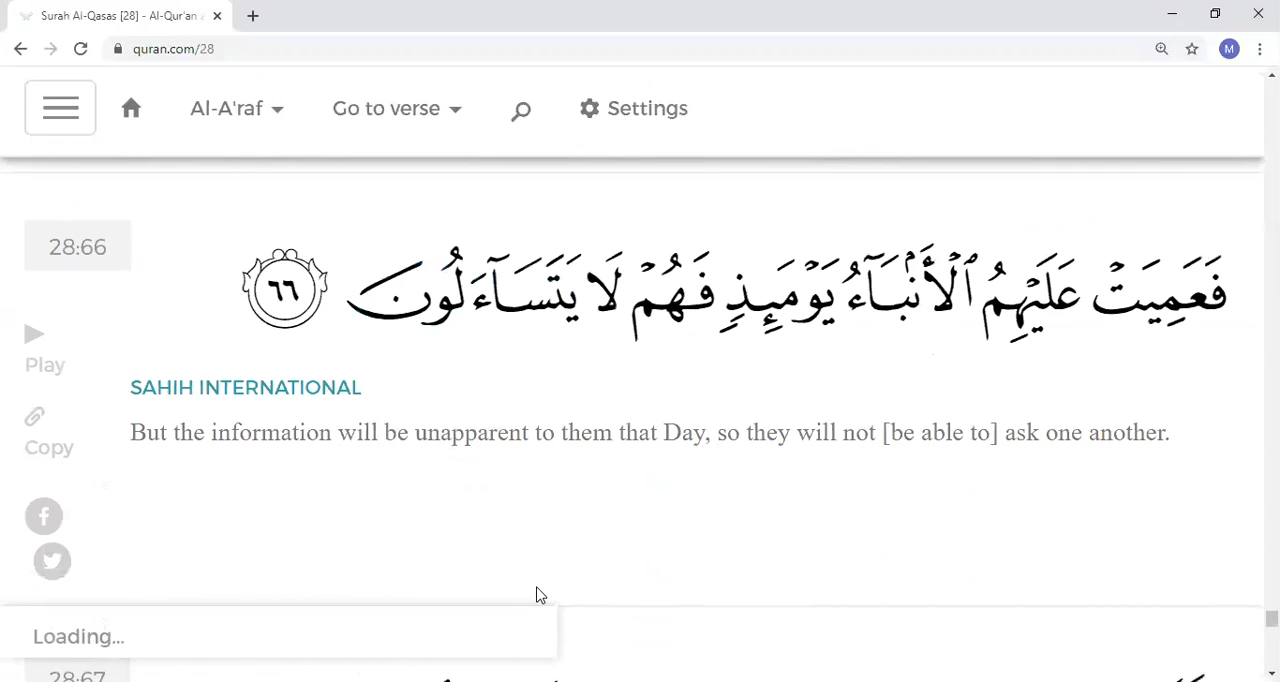 Surah Al-Qasas [28] - Al-Qur'an
quran.com/28
M
Al-A'raf
Go to verse
Settings
28:66
فَعَمِيَتْ عَلَيْهِمُ ٱلْأَنۢبَآءُ يَوْمَئِذٍ فَهُمْ لَا يَتَسَآءَلُونَ ٦٦
Play
SAHIH INTERNATIONAL
But the information will be unapparent to them that Day, so they will not [be able to] ask one another.
Copy
Loading...
28:67